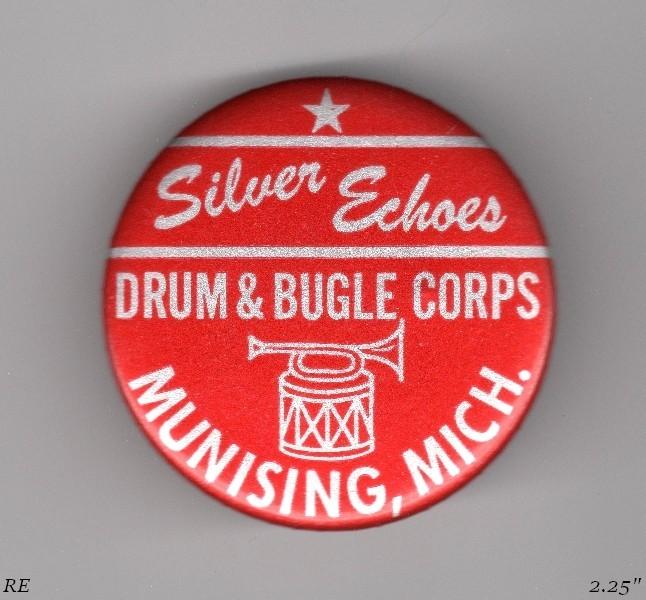 Silver Echoes
DRUM & BUGLE CORPS
MUNISING, MICH.
RE
2.25"